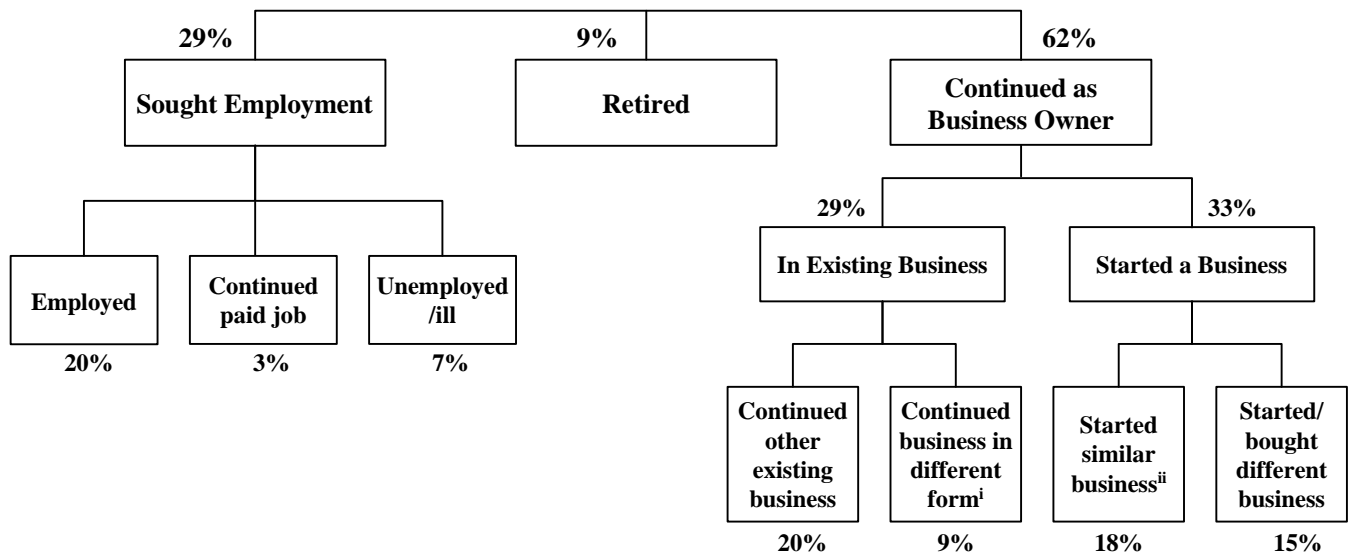 29%
9%
62%
Sought Employment
Retired
Continued as
Business Owner
29%
33%
In Existing Business
Started a Business
Employed
Continued
paid job
Unemployed
/ill
20%
3%
7%
Continued
other
existing
business
Continued
business in
different
formⁱ
Started
similar
businessⁱⁱ
Started/
bought
different
business
20%
9%
18%
15%